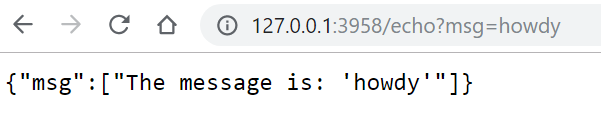 127.0.0.1:3958/echo?msg=howdy
{"msg":["The message is: 'howdy'"]}